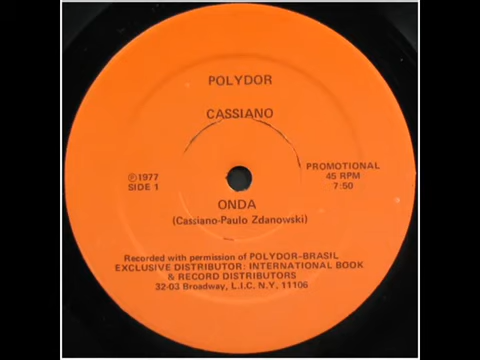 POLYDOR
CASSIANO
℗1977
SIDE 1
PROMOTIONAL
45 RPM
7:50
ONDA
(Cassiano-Paulo Zdanowski)
Recorded with permission of POLYDOR-BRASIL
EXCLUSIVE DISTRIBUTOR: INTERNATIONAL BOOK
& RECORD DISTRIBUTORS
32-03 Broadway, L.I.C. N.Y. 11106